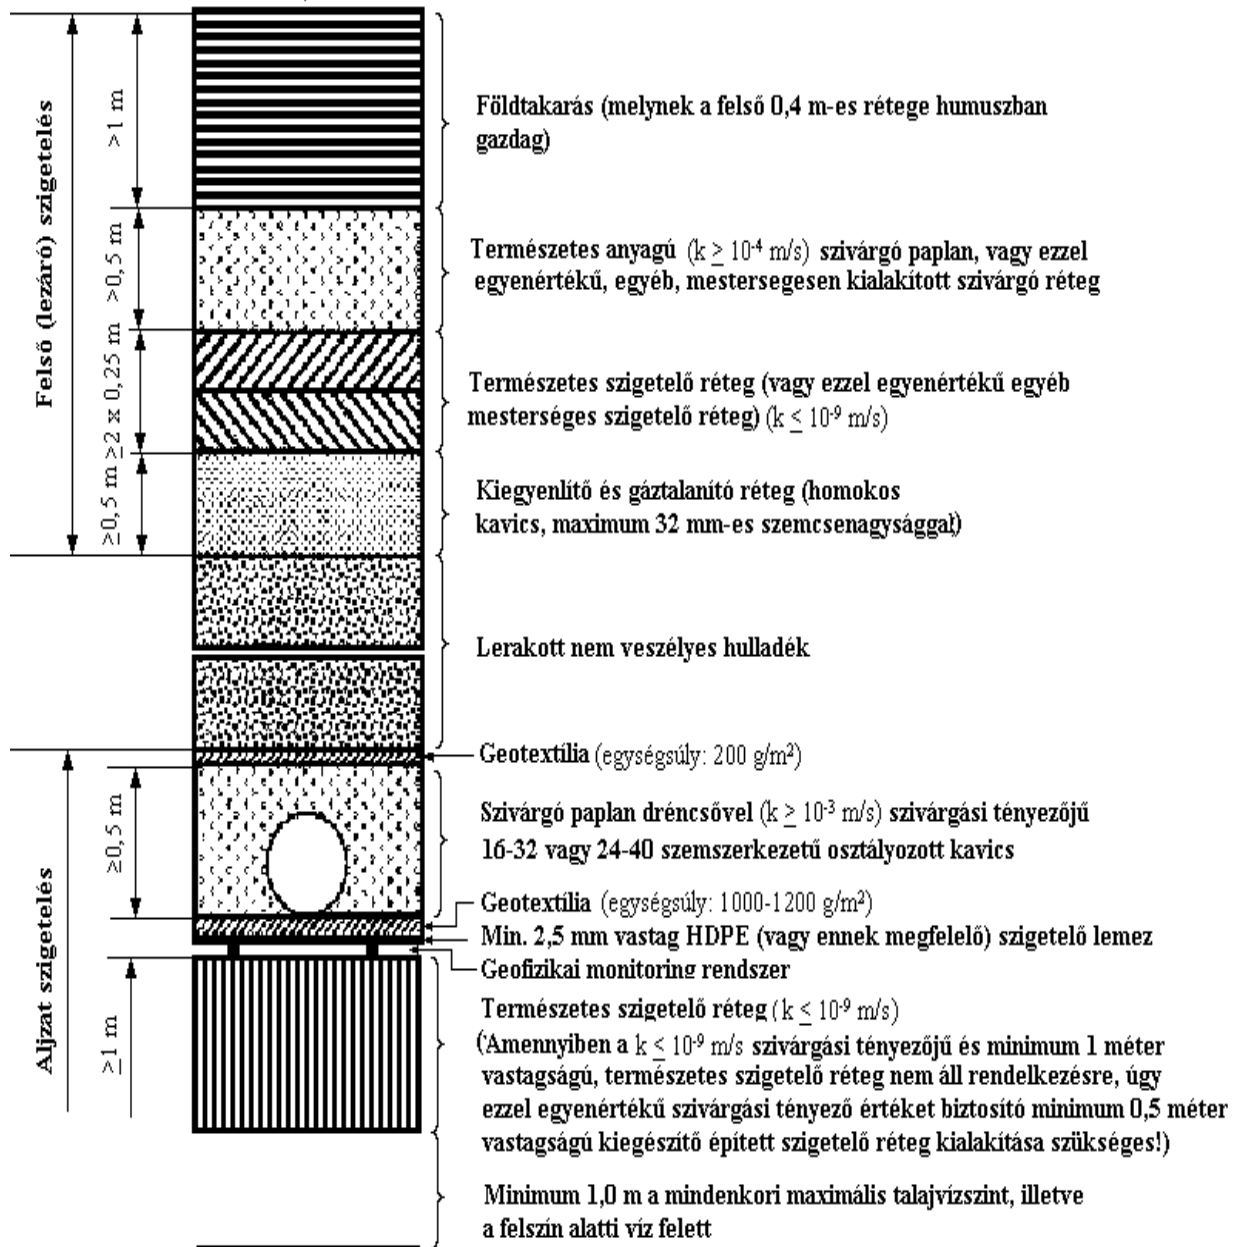 Felső (lezáró) szigetelés
>1 m
Földtakarás (melynek a felső 0,4 m-es rétege humuszban
gazdag)
>0,5 m
Természetes anyagú (k ≥ 10⁻⁴ m/s) szivárgó paplan, vagy ezzel
egyenértékű, egyéb, mestersegesen kialakított szivárgó réteg
≥2 x 0,25 m
Természetes szigetelő réteg (vagy ezzel egyenértékű egyéb
mesterséges szigetelő réteg) (k ≤ 10⁻⁹ m/s)
≥0,5 m
Kiegyenlítő és gáztalanító réteg (homokos
kavics, maximum 32 mm-es szemcsenagysággal)
Lerakott nem veszélyes hulladék
Aljzat szigetelés
Geotextília (egységsúly: 200 g/m²)
≥0,5 m
Szivárgó paplan dréncsővel (k ≥ 10⁻³ m/s) szivárgási tényezőjű
16-32 vagy 24-40 szemszerkezetű osztályozott kavics
Geotextília (egységsúly: 1000-1200 g/m²)
Min. 2,5 mm vastag HDPE (vagy ennek megfelelő) szigetelő lemez
Geofizikai monitoring rendszer
≥1 m
Természetes szigetelő réteg (k ≤ 10⁻⁹ m/s)
(Amennyiben a k ≤ 10⁻⁹ m/s szivárgási tényezőjű és minimum 1 méter
vastagságú, természetes szigetelő réteg nem áll rendelkezésre, úgy
ezzel egyenértékű szivárgási tényező értéket biztosító minimum 0,5 méter
vastagságú kiegészítő épített szigetelő réteg kialakítása szükséges!)
Minimum 1,0 m a mindenkori maximális talajvízszint, illetve
a felszín alatti víz felett